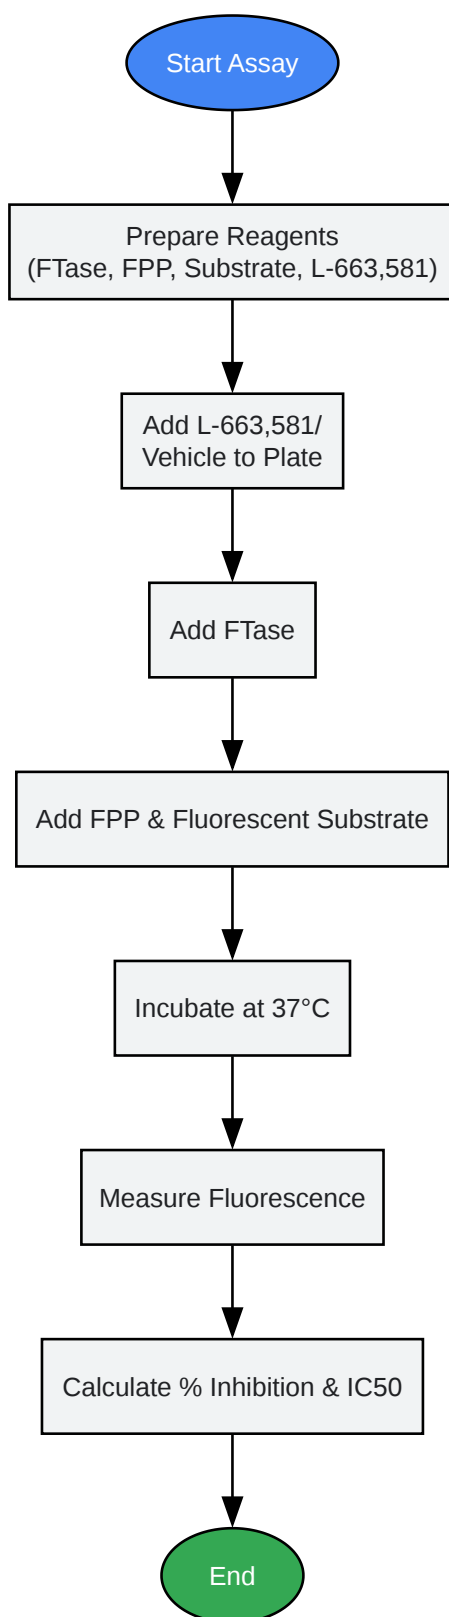 Start Assay
Prepare Reagents
(FTase, FPP, Substrate, L-663,581)
Add L-663,581/
Vehicle to Plate
Add FTase
Add FPP & Fluorescent Substrate
Incubate at 37°C
Measure Fluorescence
Calculate % Inhibition & IC50
End